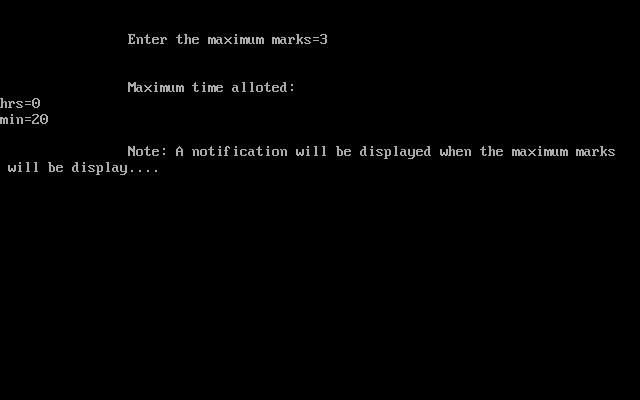 Enter the maximum marks=3
Maximum time alloted:
hrs=0
min=20
Note: A notification will be displayed when the maximum marks
will be display....